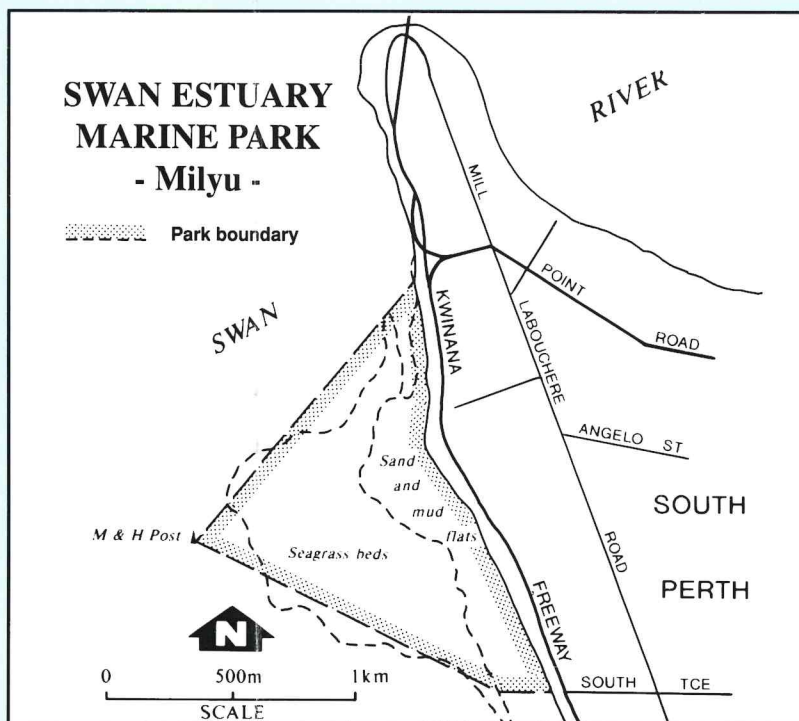 SWAN ESTUARY
MARINE PARK
- Milyu -
Park boundary
RIVER
SWAN
MILL
POINT
ROAD
KWINANA
FREEWAY
LABOUCHERE
ROAD
ANGELO ST
SOUTH
PERTH
Sand
and
mud
flats
M & H Post
Seagrass beds
N
SOUTH TCE
0 500m 1km
SCALE